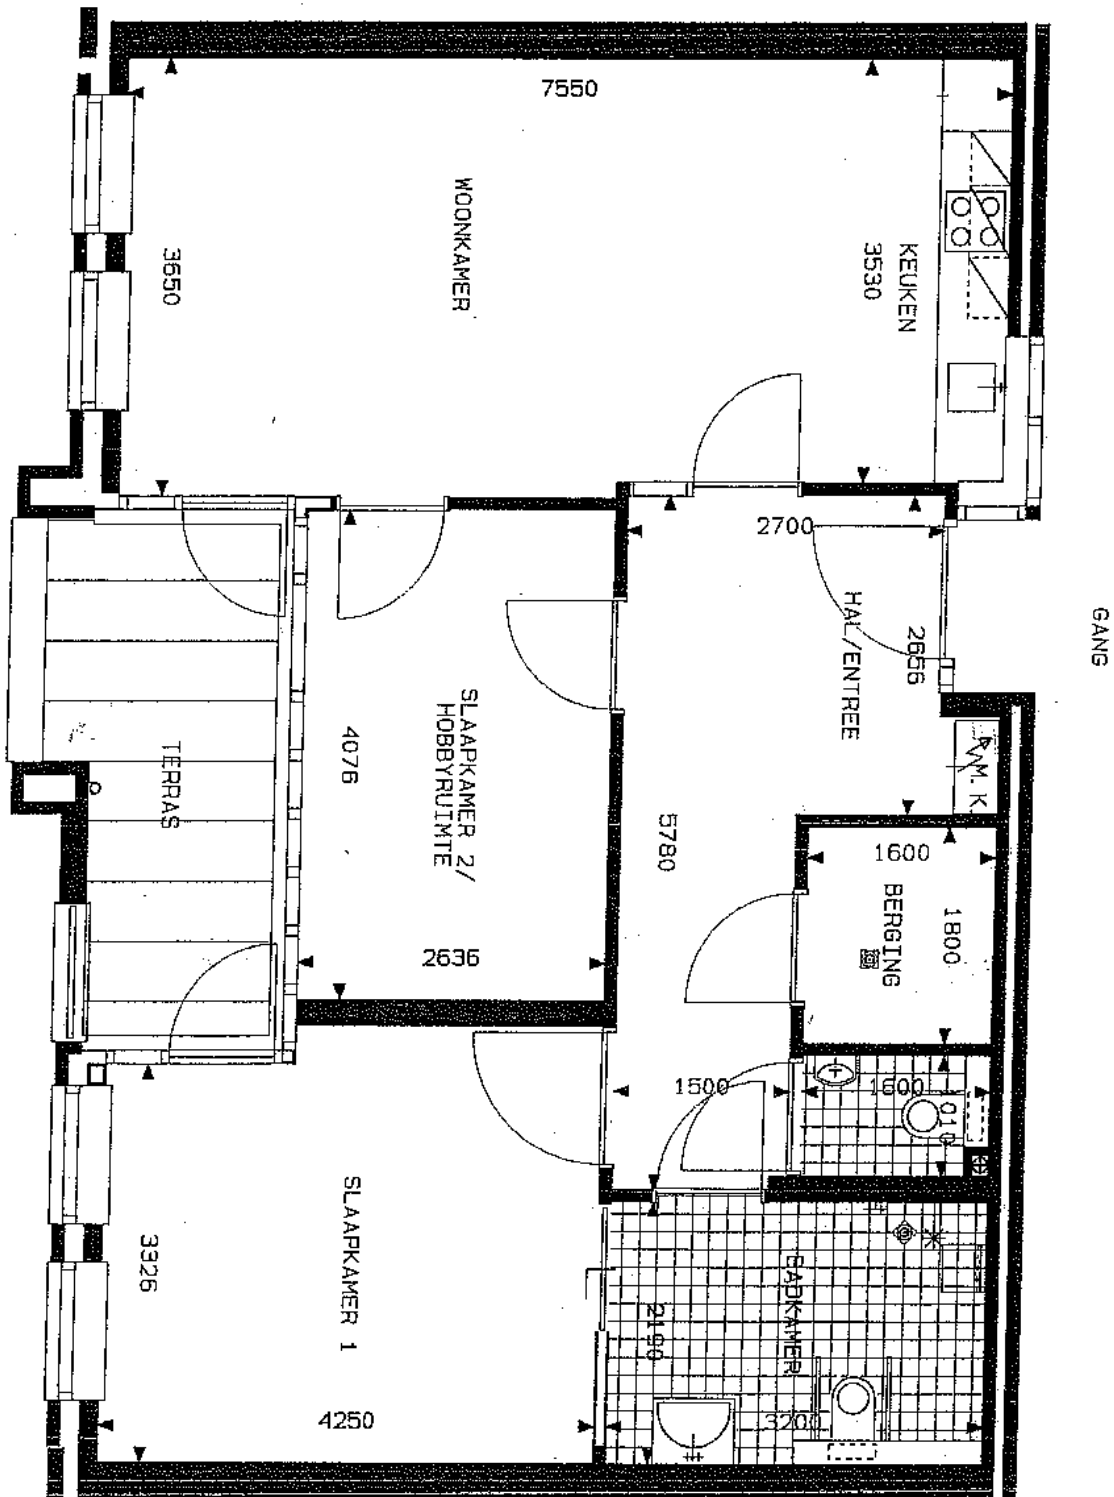 7550
WOONKAMER
3650
KEUKEN
3530
2700
HAL/ENTREE
2656
GANG
M. K
SLAAPKAMER 2/
HOBBYRUIMTE
4076
TERRAS
5780
1600
BERGING
1800
2636
1500
1600
1010
SLAAPKAMER 1
3326
4250
BADKAMER
2190
3200